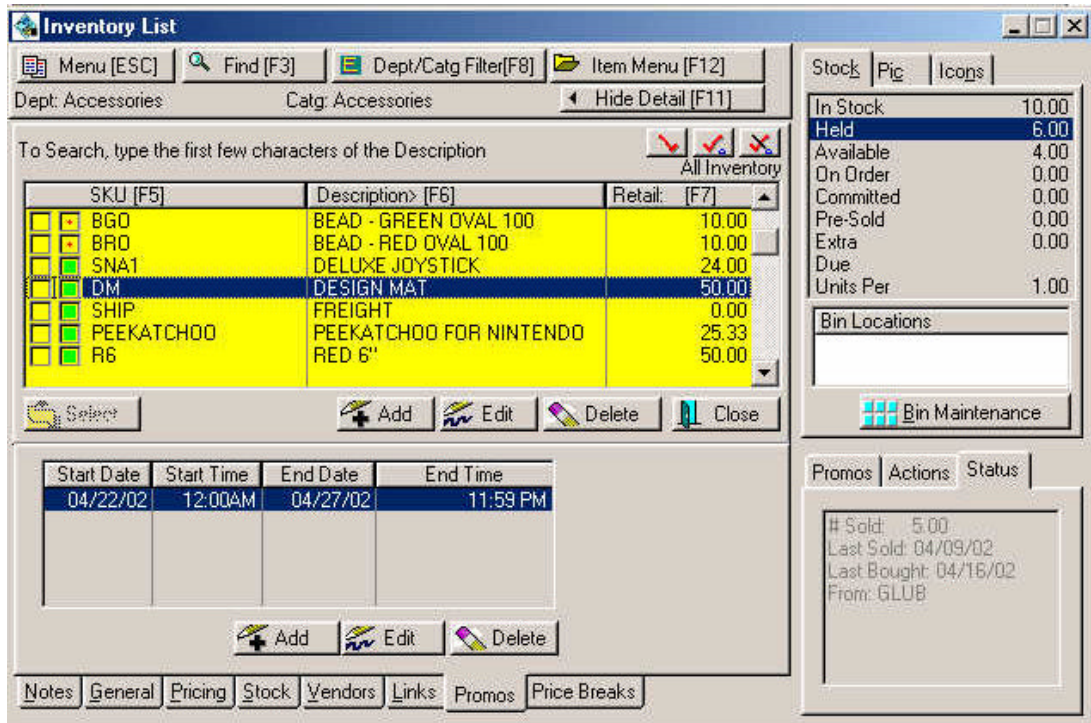 Inventory List
Menu [ESC] Find [F3] Dept/Catg Filter[F8] Item Menu [F12]
Dept: Accessories Catg: Accessories Hide Detail [F11]
To Search, type the first few characters of the Description
All Inventory
SKU [F5] Description> [F6] Retail: [F7]
BGO BEAD - GREEN OVAL 100 10.00
BRO BEAD - RED OVAL 100 10.00
SNA1 DELUXE JOYSTICK 24.00
DM DESIGN MAT 50.00
SHIP FREIGHT 0.00
PEEKATCHOO PEEKATCHOO FOR NINTENDO 25.33
R6 RED 6" 50.00
Select Add Edit Delete Close
Start Date Start Time End Date End Time
04/22/02 12:00AM 04/27/02 11:59 PM
Add Edit Delete
Notes General Pricing Stock Vendors Links Promos Price Breaks
Stock Pic Icons
In Stock 10.00
Held 6.00
Available 4.00
On Order 0.00
Committed 0.00
Pre-Sold 0.00
Extra 0.00
Due
Units Per 1.00
Bin Locations
Bin Maintenance
Promos Actions Status
# Sold: 5.00
Last Sold: 04/09/02
Last Bought: 04/16/02
From: GLUB